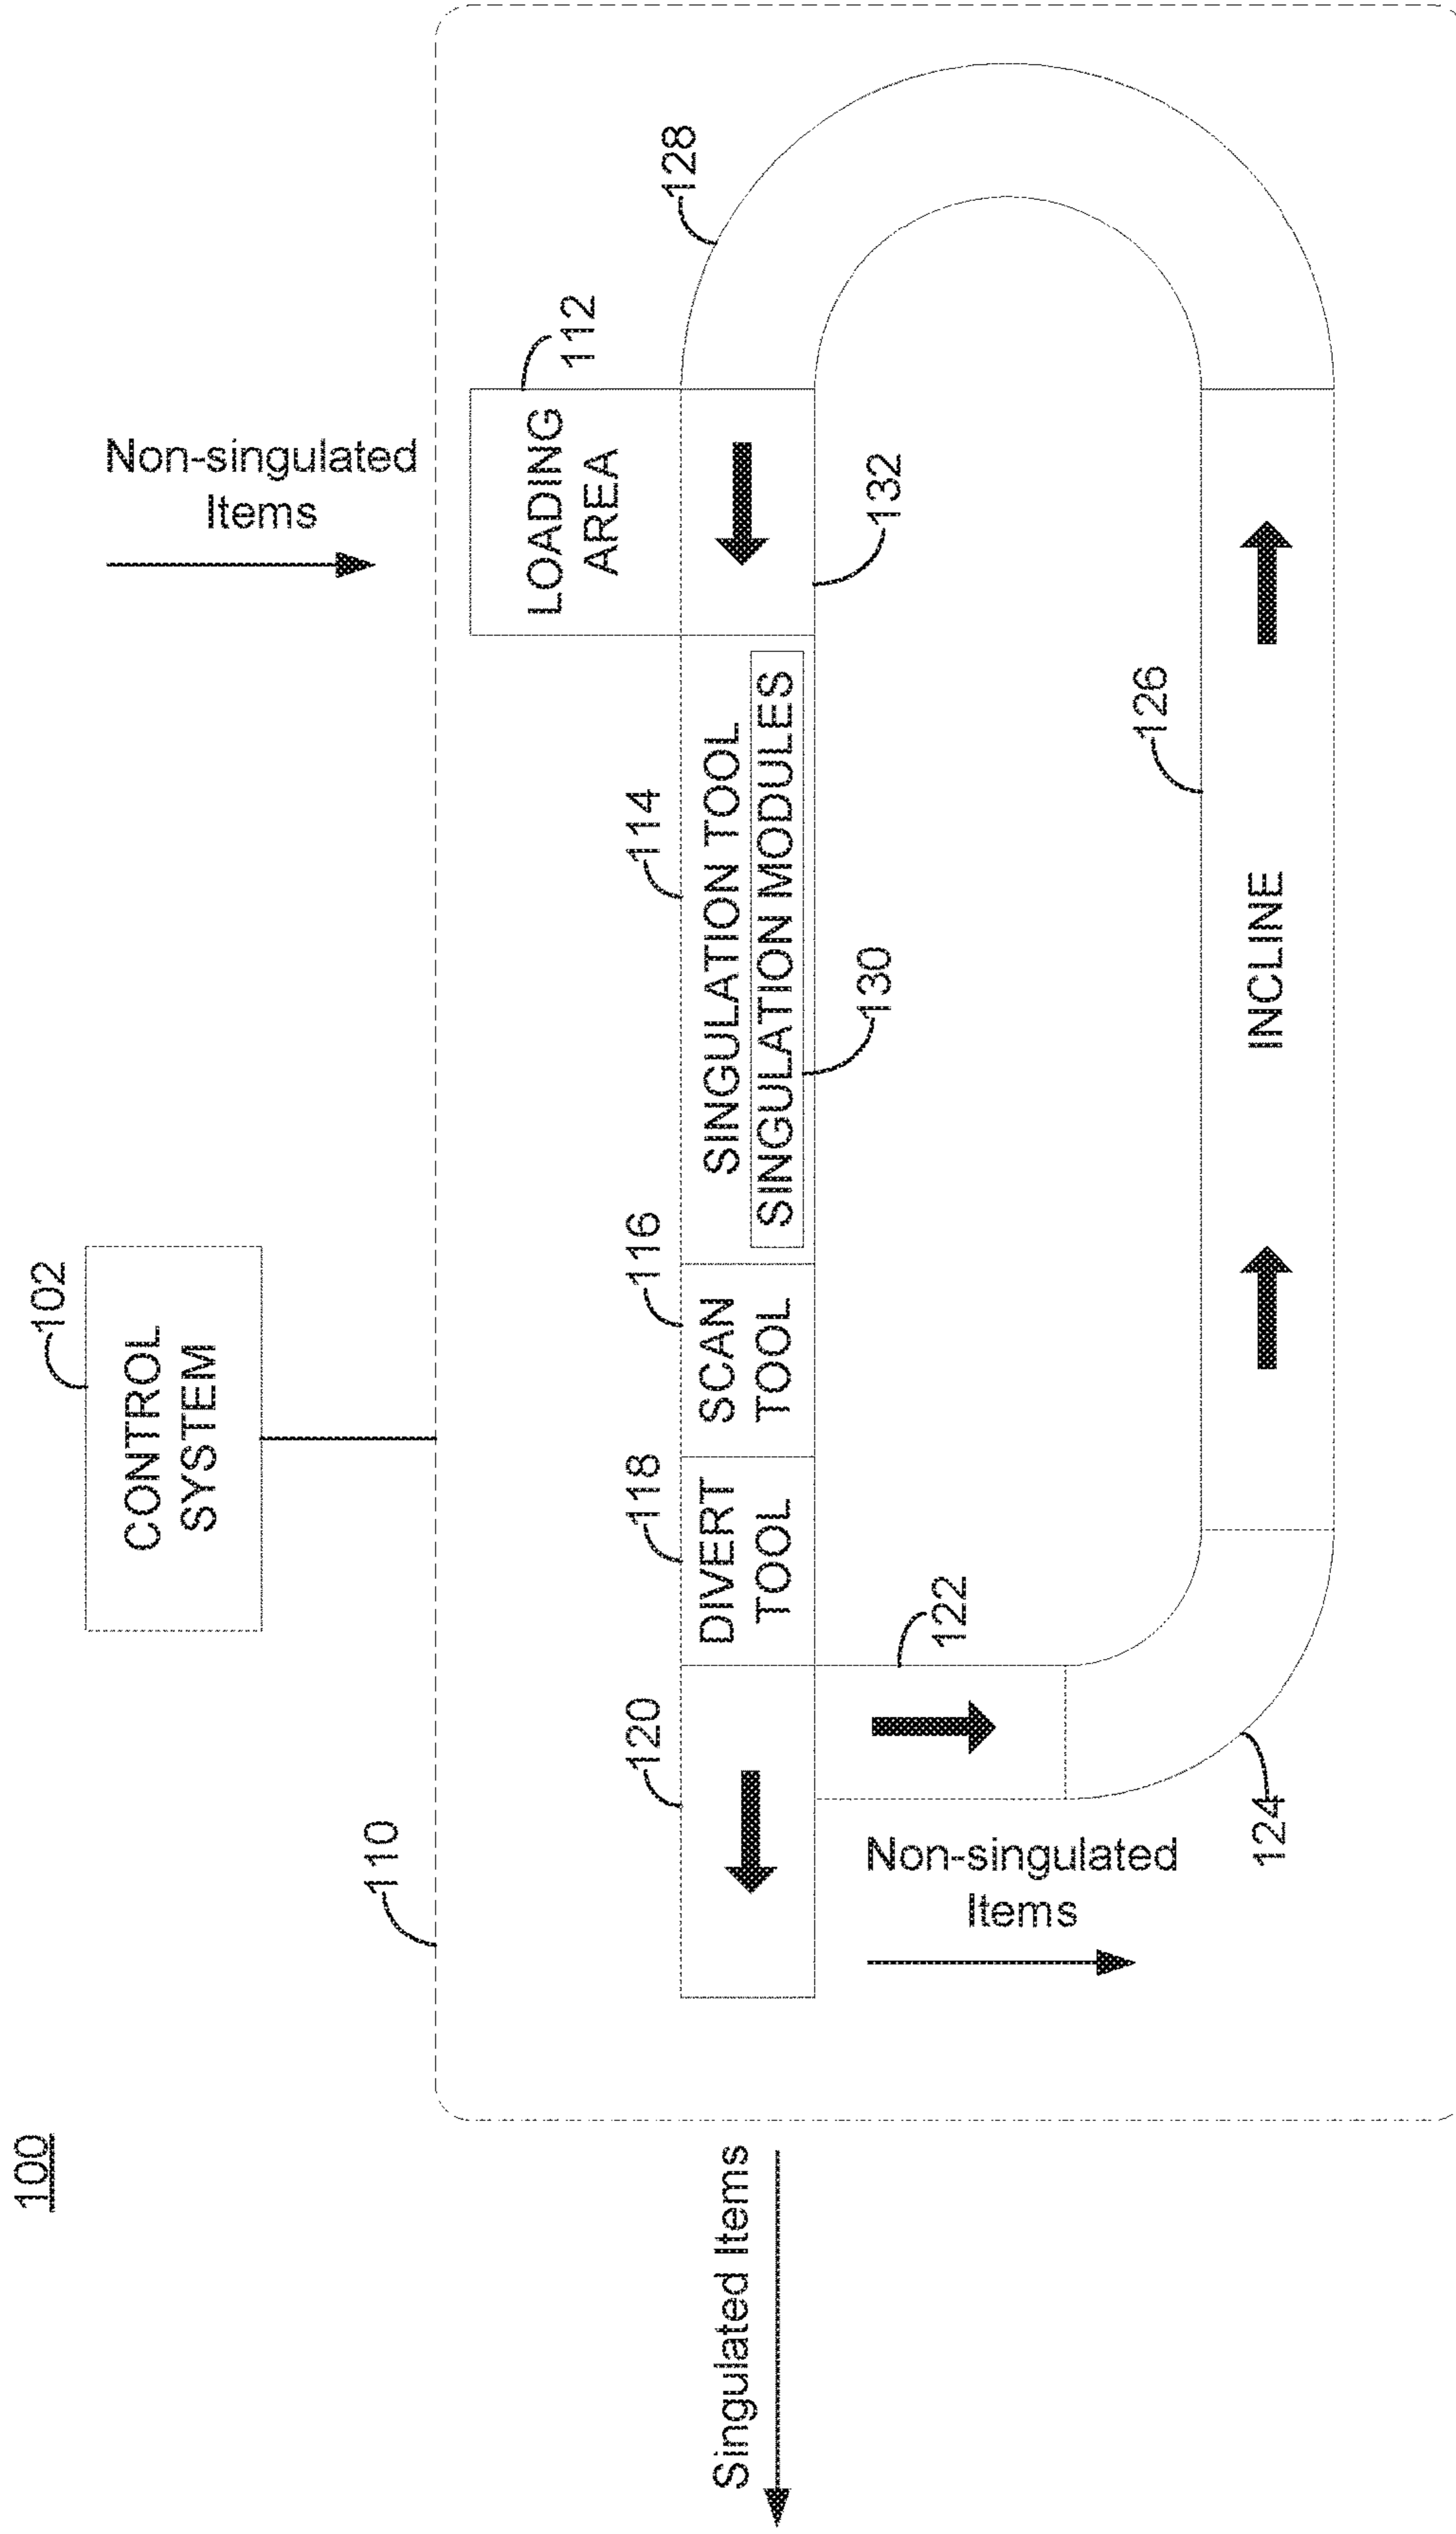 100
102
CONTROL
SYSTEM
110
Non-singulated
Items
LOADING
AREA
112
128
132
114
SINGULATION TOOL
SINGULATION MODULES
130
116
SCAN
TOOL
118
DIVERT
TOOL
120
122
124
Non-singulated
Items
126
INCLINE
Singulated Items